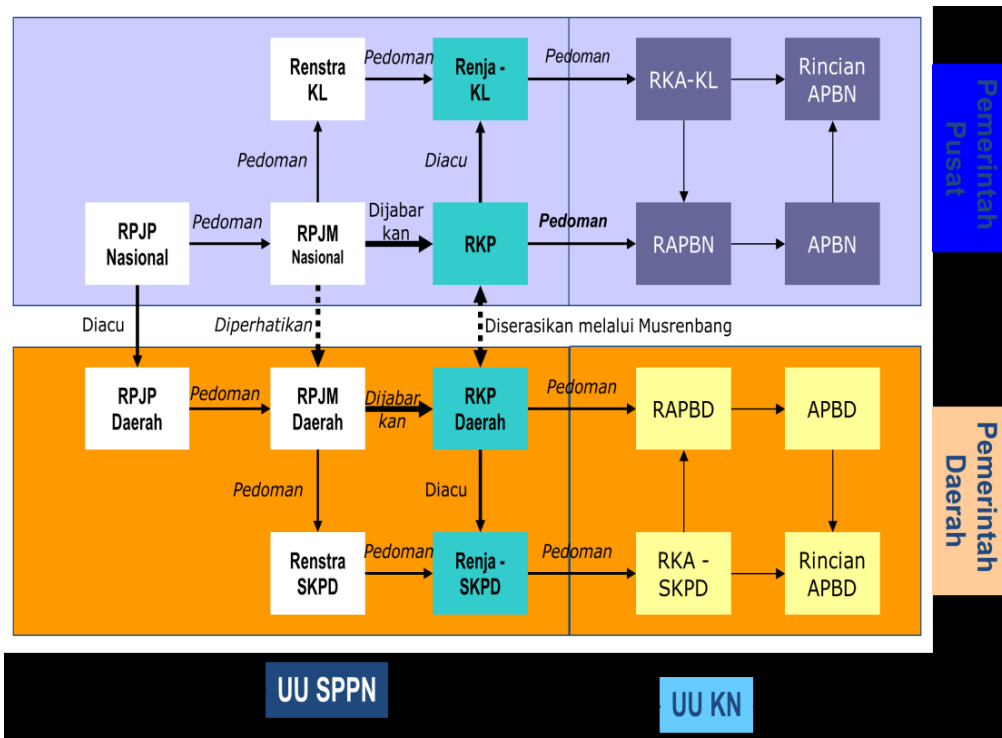 Renstra
KL
Pedoman
Renja -
KL
Pedoman
RKA-KL
Rincian
APBN
Pedoman
Diacu
RPJP
Nasional
Pedoman
RPJM
Nasional
Dijabar
kan
RKP
Pedoman
RAPBN
APBN
Pemerintah
Pusat
Diacu
Diperhatikan
Diserasikan melalui Musrenbang
RPJP
Daerah
Pedoman
RPJM
Daerah
Dijabar
kan
RKP
Daerah
Pedoman
RAPBD
APBD
Pedoman
Diacu
Renstra
SKPD
Pedoman
Renja -
SKPD
Pedoman
RKA -
SKPD
Rincian
APBD
Pemerintah
Daerah
UU SPPN
UU KN